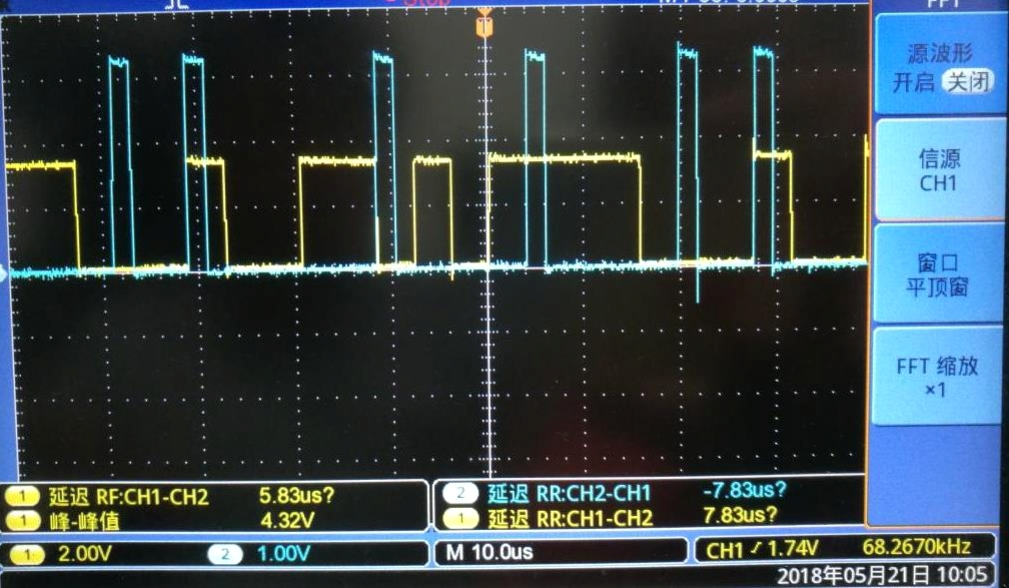 源波形
开启 关闭
信源
CH1
窗口
平顶窗
FFT 缩放
×1
1 延迟 RF:CH1-CH2 5.83us?
1 峰-峰值 4.32V
2 延迟 RR:CH2-CH1 -7.83us?
1 延迟 RR:CH1-CH2 7.83us?
1 2.00V 2 1.00V M 10.0us CH1 1.74V 68.2670kHz
2018年05月21日 10:05